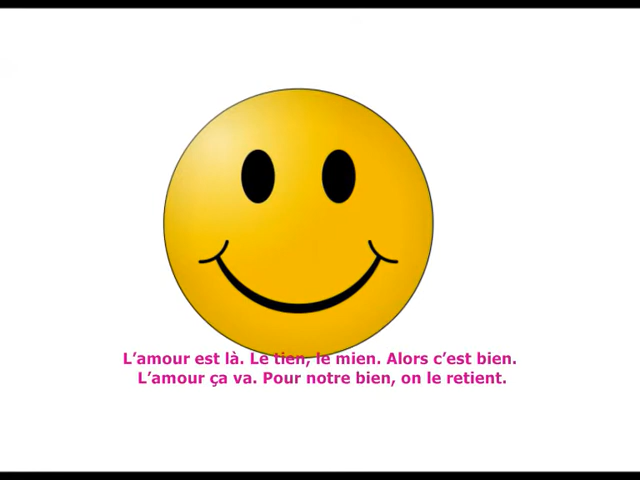 L’amour est là. Le tien, le mien. Alors c’est bien.
L’amour ça va. Pour notre bien, on le retient.